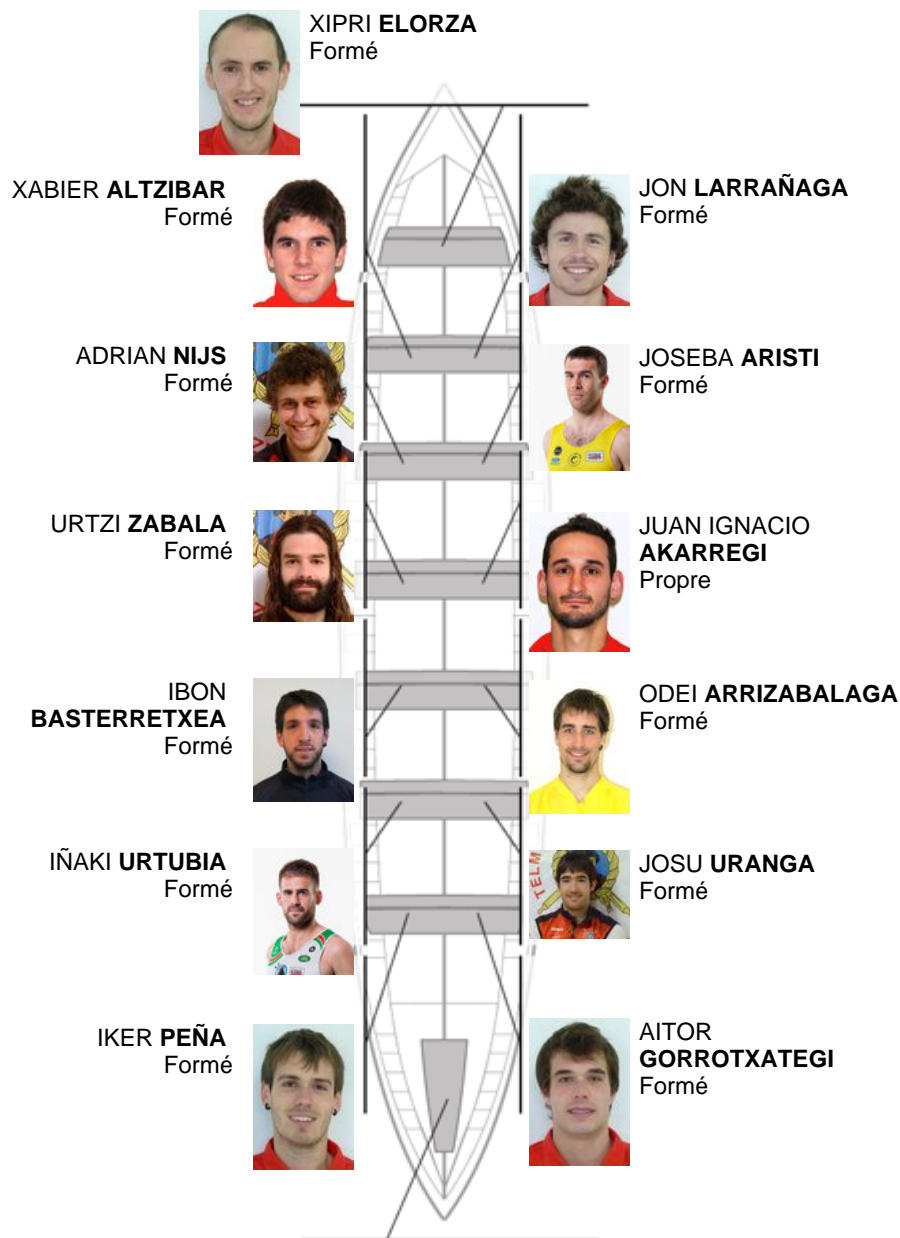 XIPRI ELORZA
Formé
XABIER ALTZIBAR
Formé
JON LARRAÑAGA
Formé
ADRIAN NIJS
Formé
JOSEBA ARISTI
Formé
URTZI ZABALA
Formé
JUAN IGNACIO
AKARREGI
Propre
IBON
BASTERRETXEA
Formé
ODEI ARRIZABALAGA
Formé
IÑAKI URTUBIA
Formé
JOSU URANGA
Formé
TELM
IKER PEÑA
Formé
AITOR
GORROTXATEGI
Formé